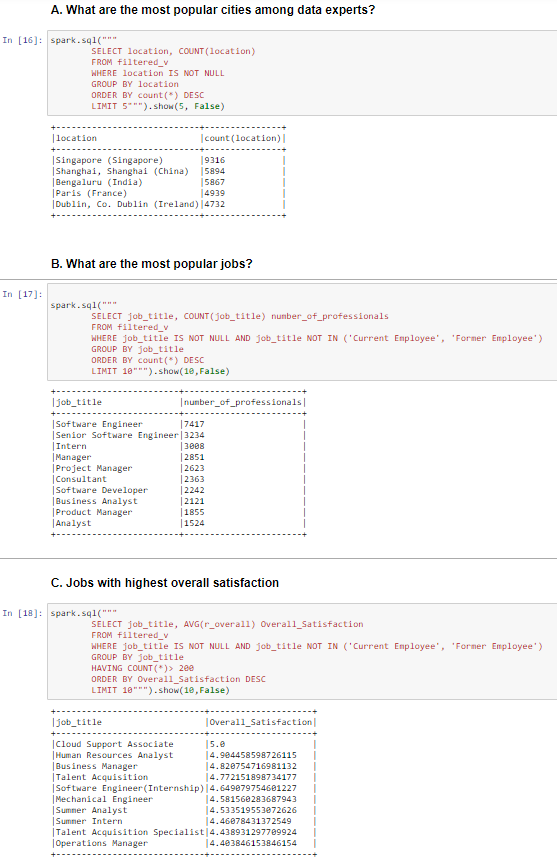 A. What are the most popular cities among data experts?
In [16]: spark.sql("""
SELECT location, COUNT(location)
FROM filtered_v
WHERE location IS NOT NULL
GROUP BY location
ORDER BY count(*) DESC
LIMIT 5""").show(5, False)
+---------------------------+---------------+
|location |count(location)|
+---------------------------+---------------+
|Singapore (Singapore) |9316 |
|Shanghai, Shanghai (China) |5894 |
|Bengaluru (India) |5867 |
|Paris (France) |4939 |
|Dublin, Co. Dublin (Ireland)|4732 |
+---------------------------+---------------+
B. What are the most popular jobs?
In [17]:
spark.sql("""
SELECT job_title, COUNT(job_title) number_of_professionals
FROM filtered_v
WHERE job_title IS NOT NULL AND job_title NOT IN ('Current Employee', 'Former Employee')
GROUP BY job_title
ORDER BY count(*) DESC
LIMIT 10""").show(10,False)
+------------------------+-----------------------+
|job_title |number_of_professionals|
+------------------------+-----------------------+
|Software Engineer |7417 |
|Senior Software Engineer|3234 |
|Intern |3008 |
|Manager |2851 |
|Project Manager |2623 |
|Consultant |2363 |
|Software Developer |2242 |
|Business Analyst |2121 |
|Product Manager |1855 |
|Analyst |1524 |
+------------------------+-----------------------+
C. Jobs with highest overall satisfaction
In [18]: spark.sql("""
SELECT job_title, AVG(r_overall) Overall_Satisfaction
FROM filtered_v
WHERE job_title IS NOT NULL AND job_title NOT IN ('Current Employee', 'Former Employee')
GROUP BY job_title
HAVING COUNT(*)> 200
ORDER BY Overall_Satisfaction DESC
LIMIT 10""").show(10,False)
+-----------------------------+--------------------+
|job_title |Overall_Satisfaction|
+-----------------------------+--------------------+
|Cloud Support Associate |5.0 |
|Human Resources Analyst |4.904458598726115 |
|Business Manager |4.820754716981132 |
|Talent Acquisition |4.772151898734177 |
|Software Engineer(Internship)|4.649079754601227 |
|Mechanical Engineer |4.581560283687943 |
|Summer Analyst |4.533519553072626 |
|Summer Intern |4.46078431372549 |
|Talent Acquisition Specialist|4.438931297709924 |
|Operations Manager |4.403846153846154 |
+-----------------------------+--------------------+